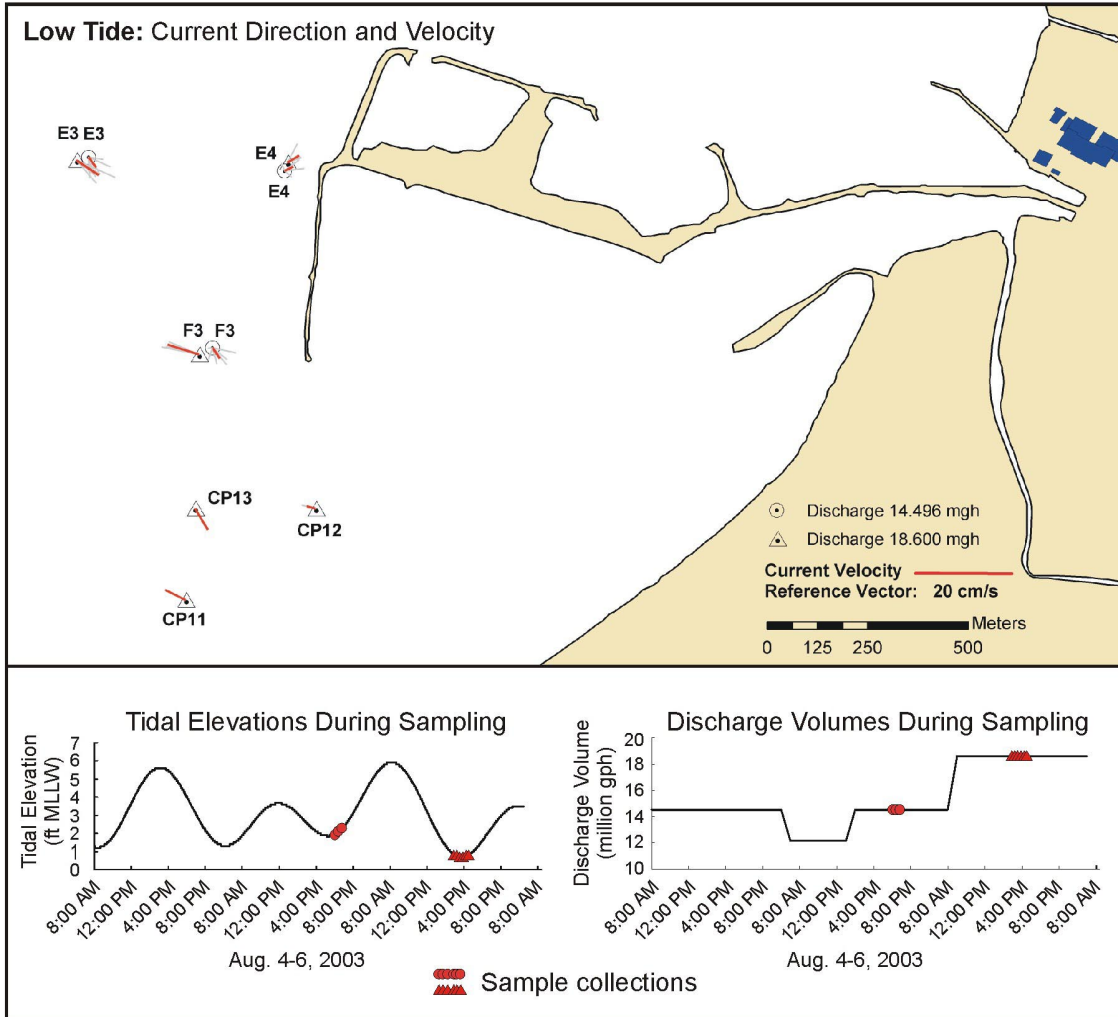 Low Tide: Current Direction and Velocity
E3 E3
E4
E4
F3 F3
CP13
CP12
CP11
Discharge 14.496 mgh
Discharge 18.600 mgh
Current Velocity
Reference Vector: 20 cm/s
Meters
0 125 250 500
Tidal Elevations During Sampling
Tidal Elevation
(ft MLLW)
7
6
5
4
3
2
1
0
8:00 AM
12:00 PM
4:00 PM
8:00 PM
8:00 AM
12:00 PM
4:00 PM
8:00 PM
8:00 AM
12:00 PM
4:00 PM
8:00 PM
8:00 AM
Aug. 4-6, 2003
Discharge Volumes During Sampling
Discharge Volume
(million gph)
20
18
16
14
12
10
8:00 AM
12:00 PM
4:00 PM
8:00 PM
8:00 AM
12:00 PM
4:00 PM
8:00 PM
8:00 AM
12:00 PM
4:00 PM
8:00 PM
8:00 AM
Aug. 4-6, 2003
Sample collections